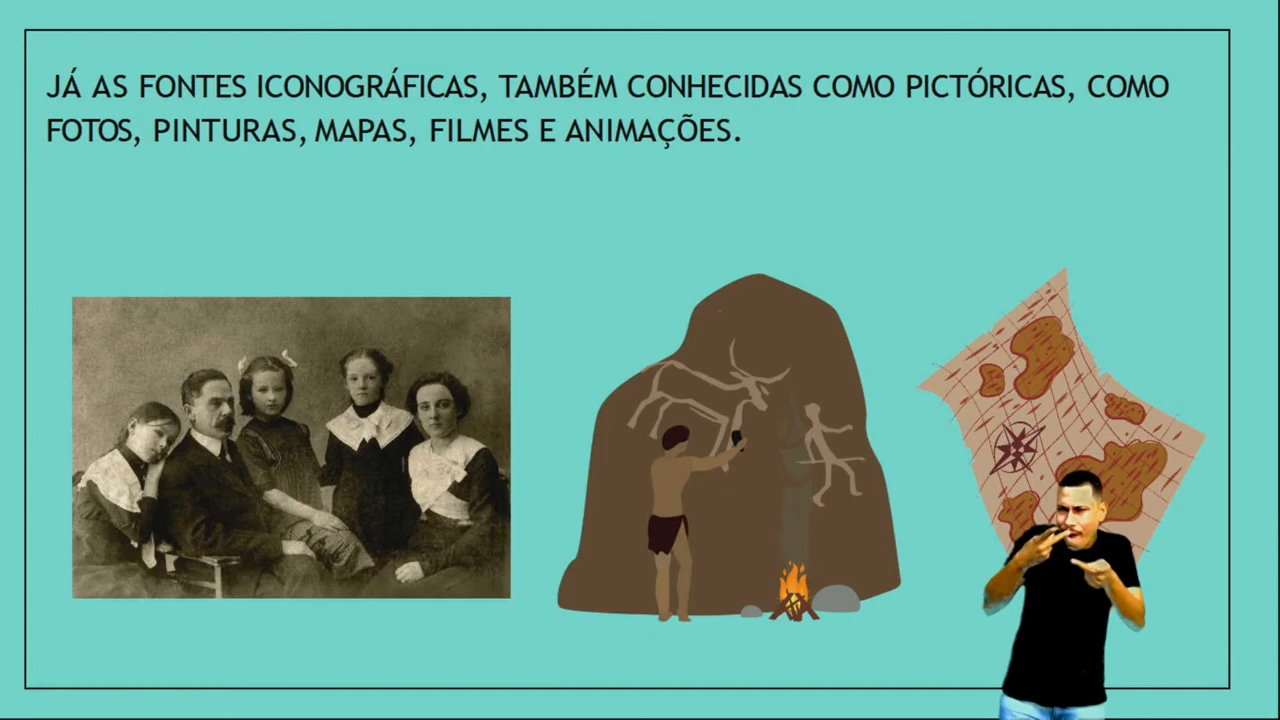 JÁ AS FONTES ICONOGRÁFICAS, TAMBÉM CONHECIDAS COMO PICTÓRICAS, COMO
FOTOS, PINTURAS, MAPAS, FILMES E ANIMAÇÕES.